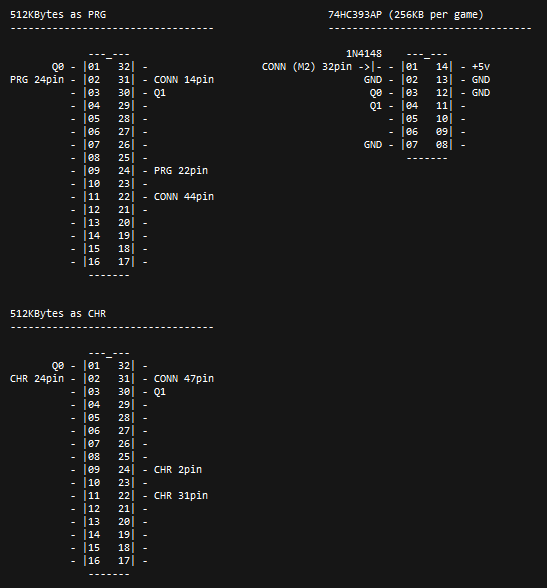 512KBytes as PRG
----------------------------------
---_---
Q0 - |01 32| -
PRG 24pin - |02 31| - CONN 14pin
- |03 30| - Q1
- |04 29| -
- |05 28| -
- |06 27| -
- |07 26| -
- |08 25| -
- |09 24| - PRG 22pin
- |10 23| -
- |11 22| - CONN 44pin
- |12 21| -
- |13 20| -
- |14 19| -
- |15 18| -
- |16 17| -
-------
74HC393AP (256KB per game)
----------------------------------
1N4148 ---_---
CONN (M2) 32pin ->|- - |01 14| - +5v
GND - |02 13| - GND
Q0 - |03 12| - GND
Q1 - |04 11| -
- |05 10| -
- |06 09| -
GND - |07 08| -
-------
512KBytes as CHR
----------------------------------
---_---
Q0 - |01 32| -
CHR 24pin - |02 31| - CONN 47pin
- |03 30| - Q1
- |04 29| -
- |05 28| -
- |06 27| -
- |07 26| -
- |08 25| -
- |09 24| - CHR 2pin
- |10 23| -
- |11 22| - CHR 31pin
- |12 21| -
- |13 20| -
- |14 19| -
- |15 18| -
- |16 17| -
-------